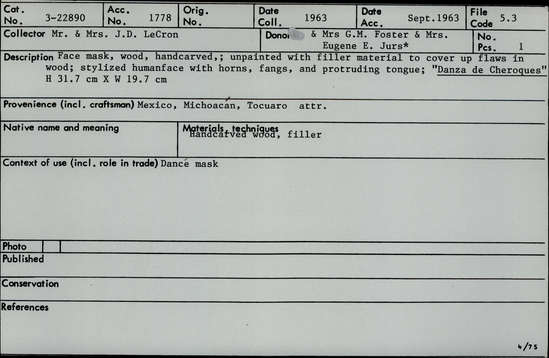 Cat. No. 3-22890 Acc. No. 1778 Orig. No. Date Coll. 1963 Date Acc. Sept.1963 File Code 5.3
Collector Mr. & Mrs. J.D. LeCron Donor & Mrs G.M. Foster & Mrs. Eugene E. Jurs* No. Pcs. 1
Description Face mask, wood, handcarved,; unpainted with filler material to cover up flaws in
wood; stylized humanface with horns, fangs, and protruding tongue; "Danza de Cheroques"
H 31.7 cm X W 19.7 cm
Provenience (incl. craftsman) Mexico, Michoacán, Tocuaro attr.
Native name and meaning
Materials, techniques
Handcarved wood, filler
Context of use (incl. role in trade) Dance mask
Photo
Published
Conservation
References
4/75